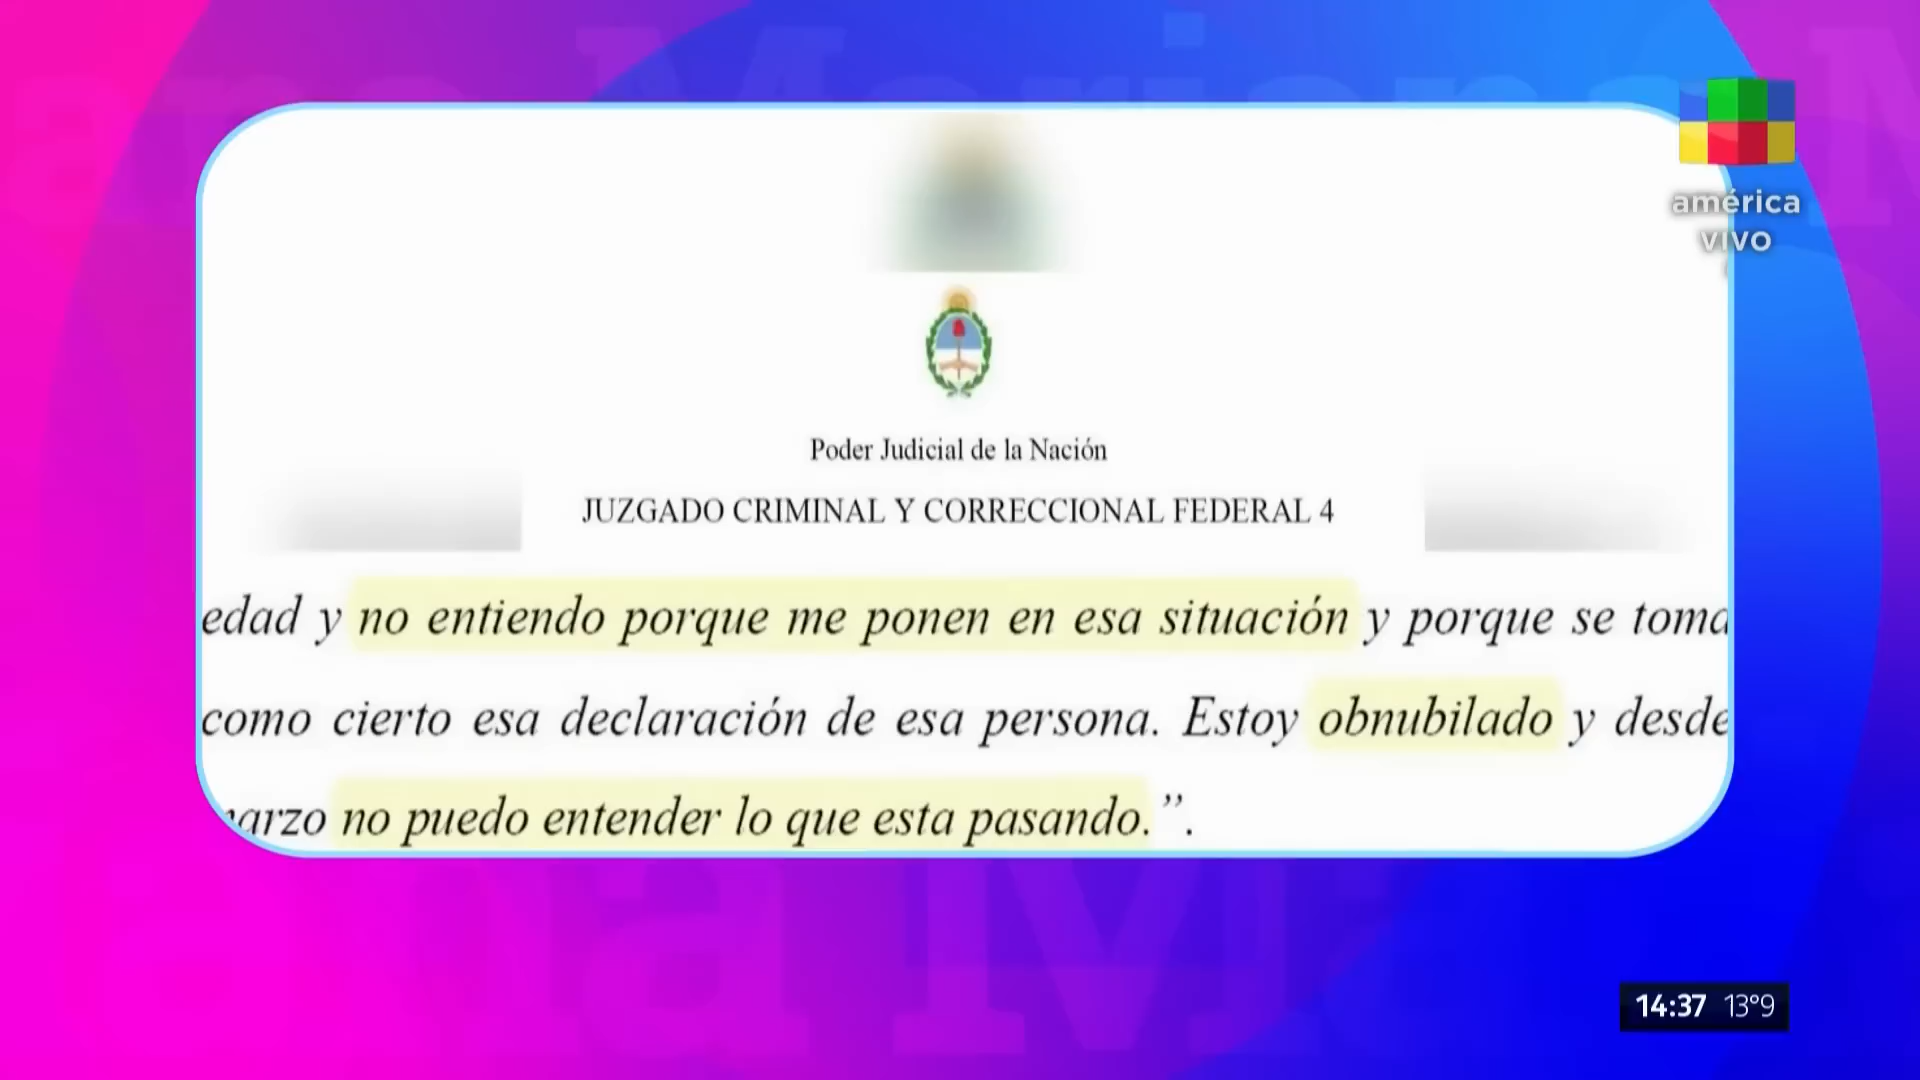 américa
VIVO
Poder Judicial de la Nación
JUZGADO CRIMINAL Y CORRECCIONAL FEDERAL 4
edad y no entiendo porque me ponen en esa situación y porque se toma
como cierto esa declaración de esa persona. Estoy obnubilado y desde
marzo no puedo entender lo que esta pasando.”.
14:37 13°9